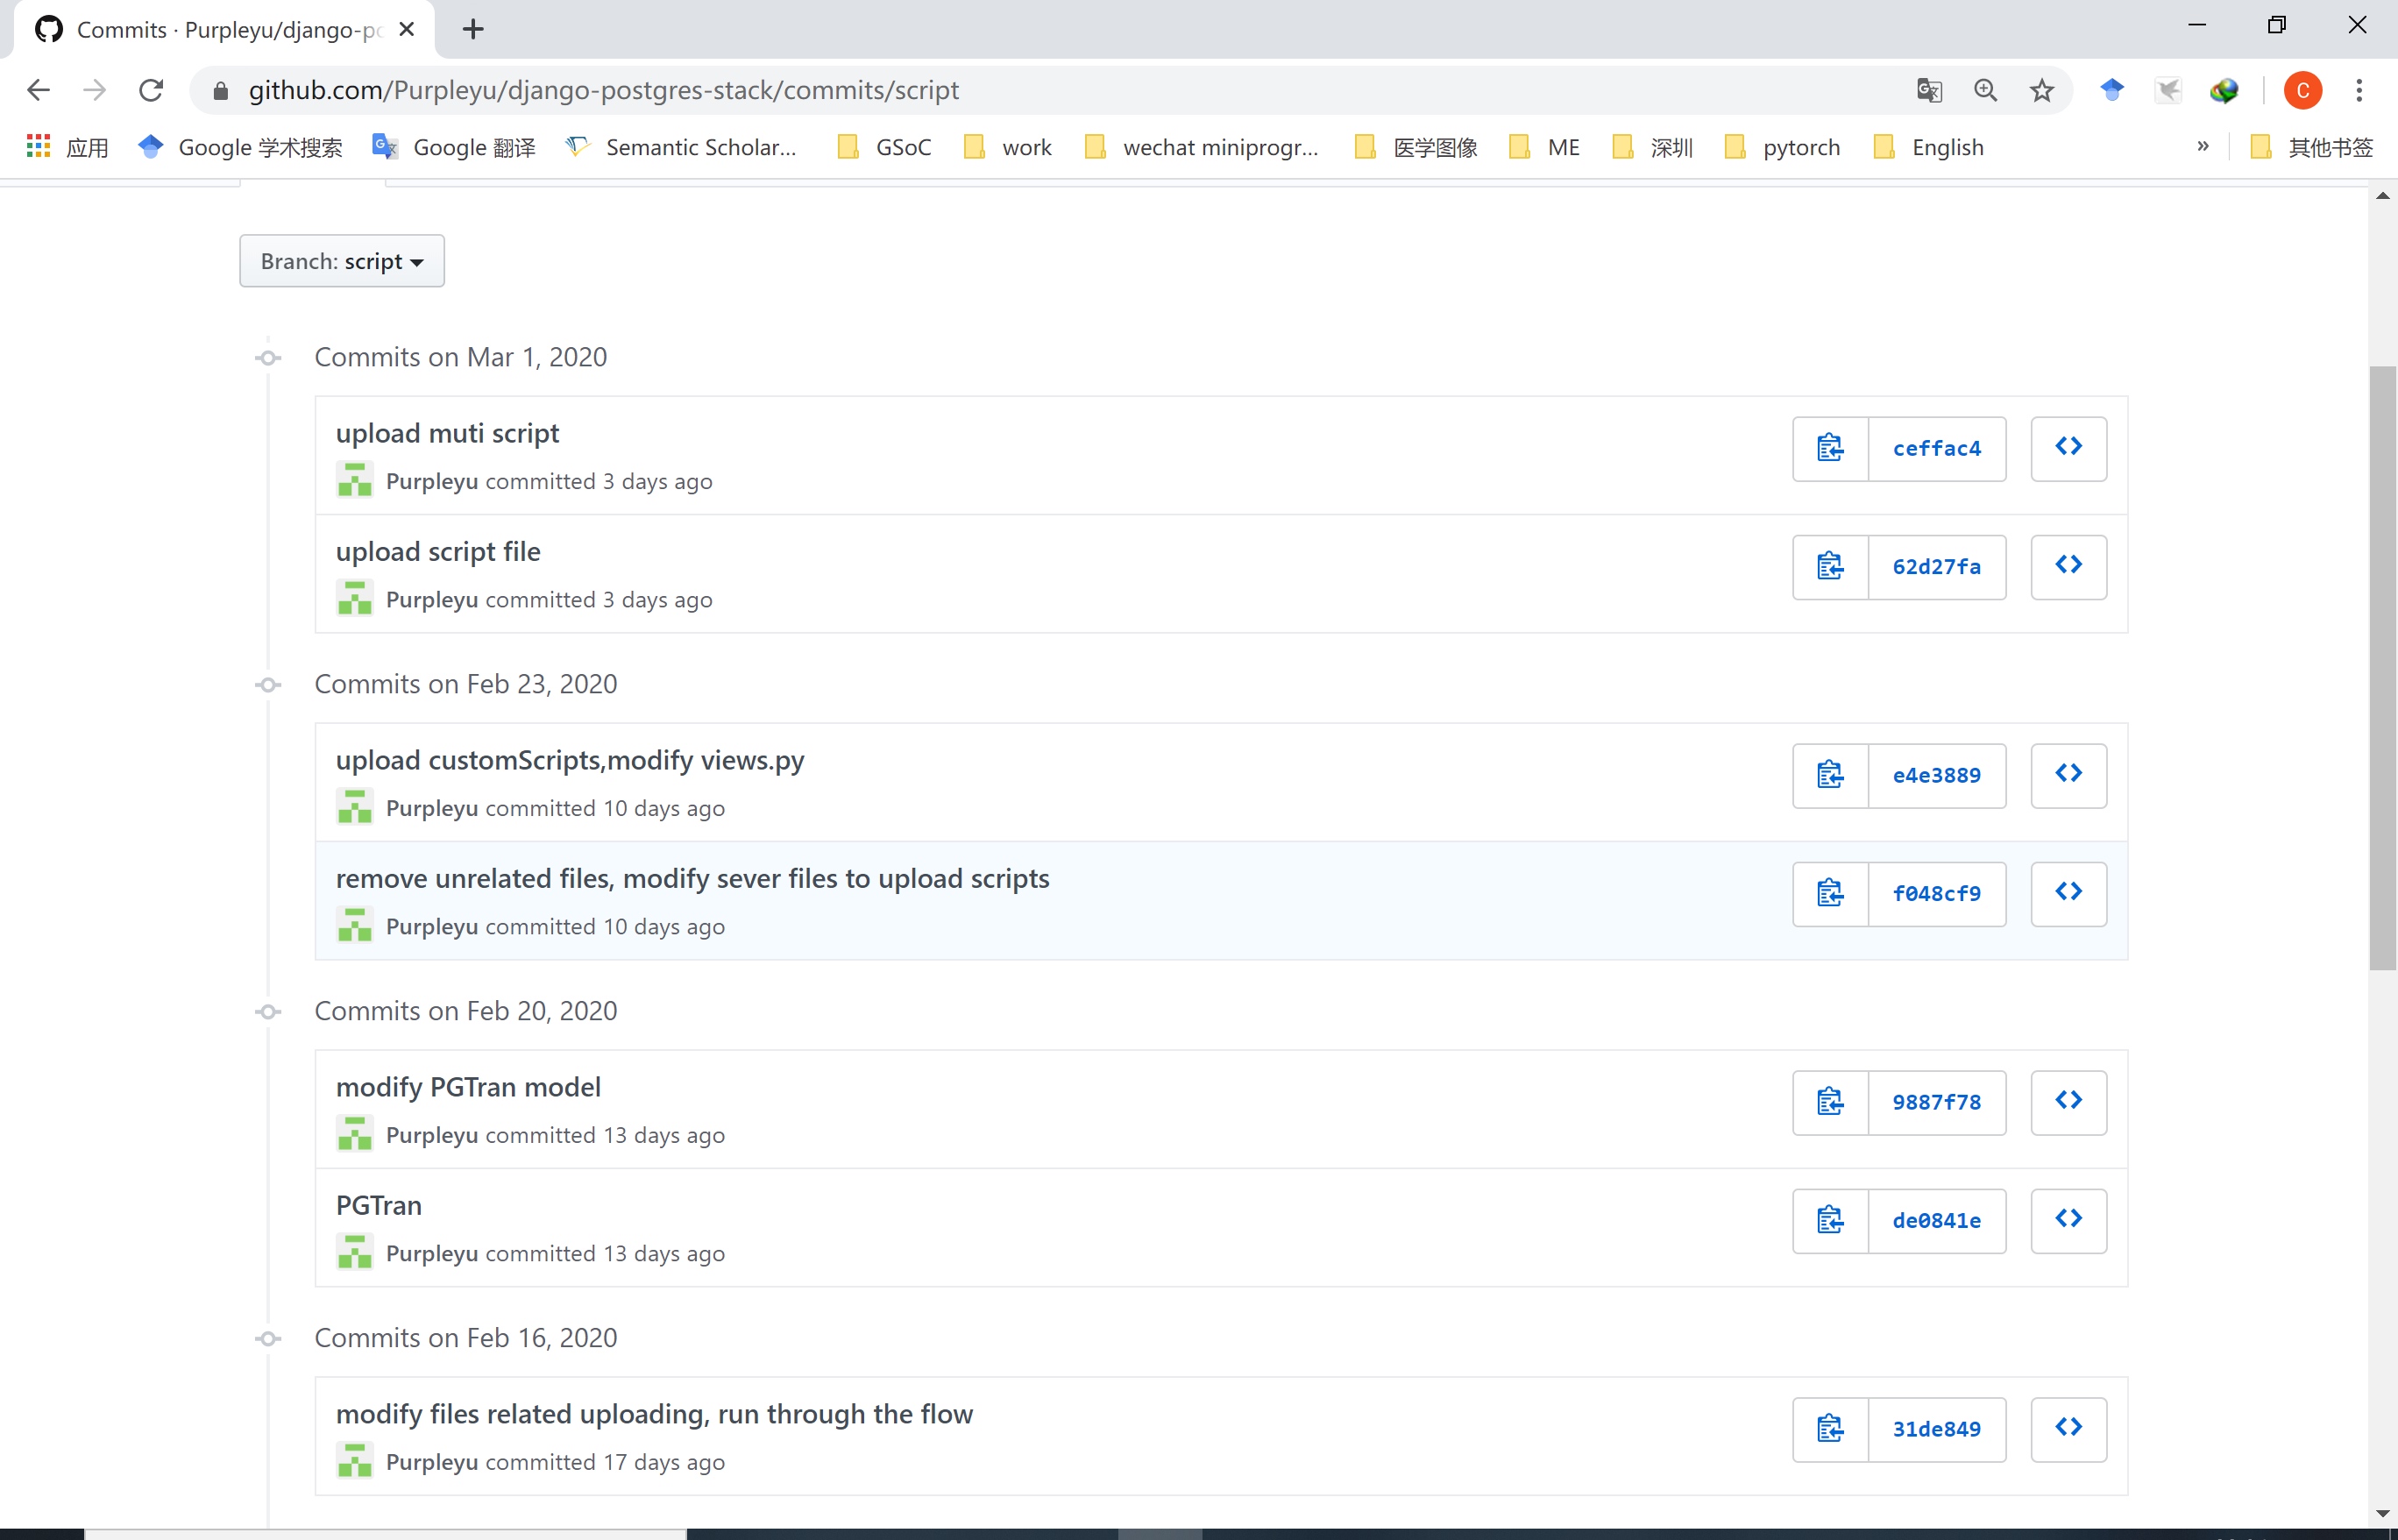 Commits · Purpleyu/django-po
github.com/Purpleyu/django-postgres-stack/commits/script
C
应用 Google 学术搜索 Google 翻译 Semantic Scholar... GSoC work wechat miniprogr... 医学图像 ME 深圳 pytorch English » 其他书签
Branch: script
Commits on Mar 1, 2020
upload muti script
Purpleyu committed 3 days ago
ceffac4
upload script file
Purpleyu committed 3 days ago
62d27fa
Commits on Feb 23, 2020
upload customScripts,modify views.py
Purpleyu committed 10 days ago
e4e3889
remove unrelated files, modify sever files to upload scripts
Purpleyu committed 10 days ago
f048cf9
Commits on Feb 20, 2020
modify PGTran model
Purpleyu committed 13 days ago
9887f78
PGTran
Purpleyu committed 13 days ago
de0841e
Commits on Feb 16, 2020
modify files related uploading, run through the flow
Purpleyu committed 17 days ago
31de849